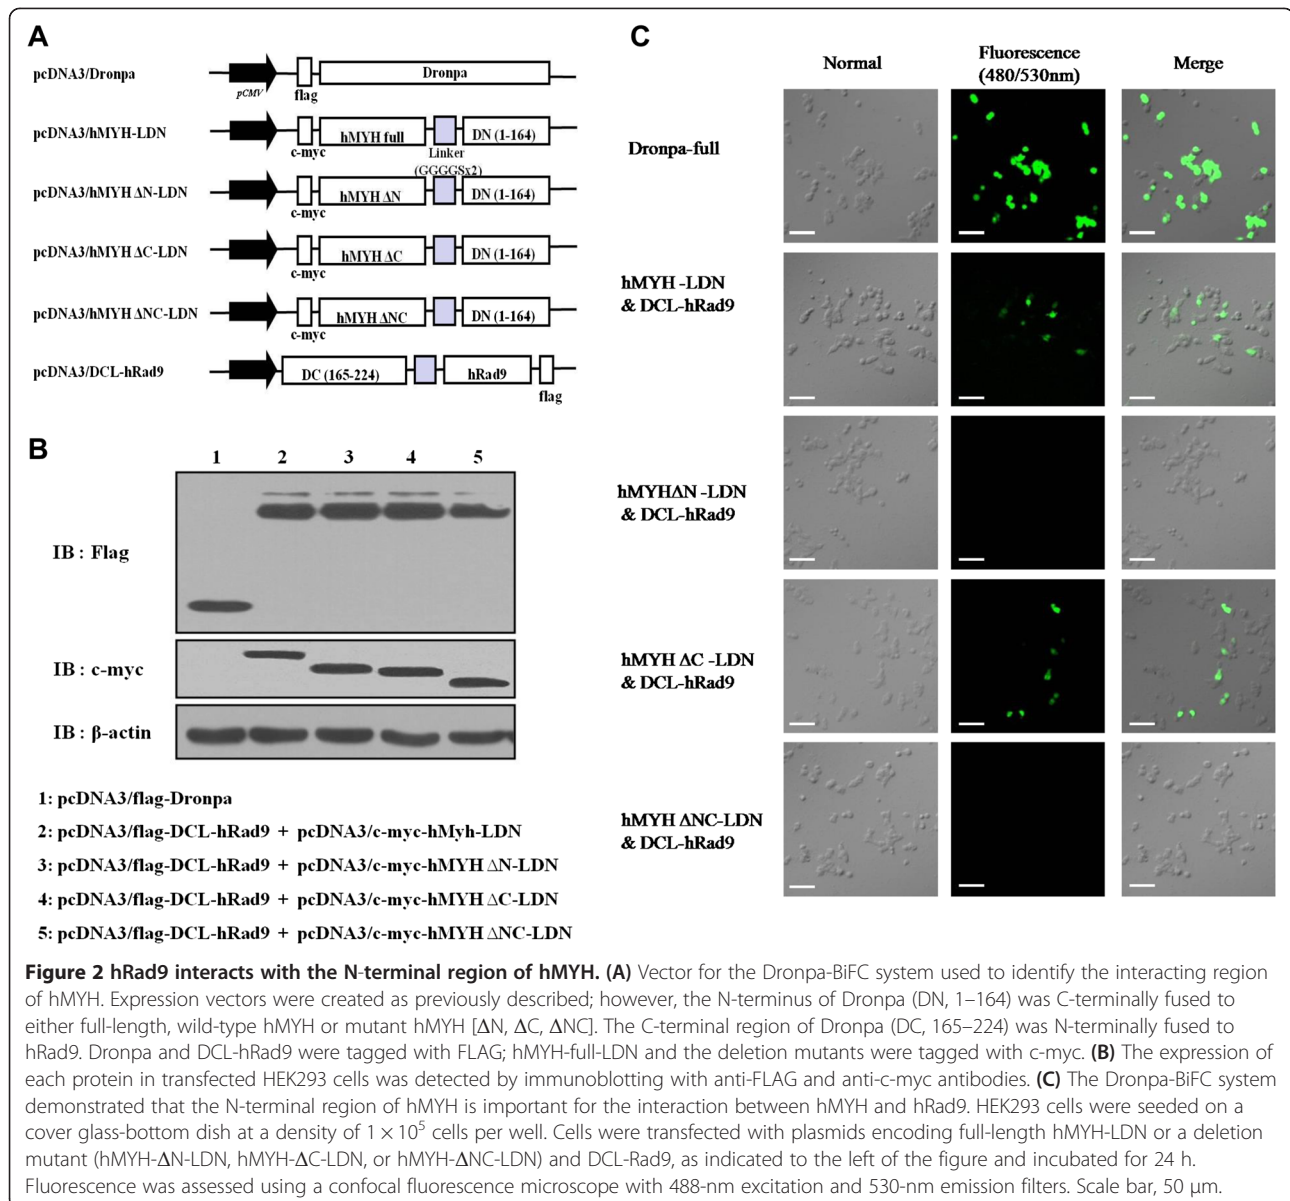 A
pcDNA3/Dronpa
pCMV
flag
Dronpa
pcDNA3/hMYH-LDN
c-myc
hMYH full
Linker
(GGGGSx2)
DN (1-164)
pcDNA3/hMYH ΔN-LDN
c-myc
hMYH ΔN
DN (1-164)
pcDNA3/hMYH ΔC-LDN
c-myc
hMYH ΔC
DN (1-164)
pcDNA3/hMYH ΔNC-LDN
c-myc
hMYH ΔNC
DN (1-164)
pcDNA3/DCL-hRad9
DC (165-224)
hRad9
flag
B
1 2 3 4 5
IB : Flag
IB : c-myc
IB : β-actin
1: pcDNA3/flag-Dronpa
2: pcDNA3/flag-DCL-hRad9 + pcDNA3/c-myc-hMyh-LDN
3: pcDNA3/flag-DCL-hRad9 + pcDNA3/c-myc-hMYH ΔN-LDN
4: pcDNA3/flag-DCL-hRad9 + pcDNA3/c-myc-hMYH ΔC-LDN
5: pcDNA3/flag-DCL-hRad9 + pcDNA3/c-myc-hMYH ΔNC-LDN
C
Normal
Fluorescence
(480/530nm)
Merge
Dronpa-full
hMYH -LDN
& DCL-hRad9
hMYHΔN -LDN
& DCL-hRad9
hMYH ΔC -LDN
& DCL-hRad9
hMYH ΔNC-LDN
& DCL-hRad9
Figure 2 hRad9 interacts with the N-terminal region of hMYH. (A) Vector for the Dronpa-BiFC system used to identify the interacting region
of hMYH. Expression vectors were created as previously described; however, the N-terminus of Dronpa (DN, 1–164) was C-terminally fused to
either full-length, wild-type hMYH or mutant hMYH [ΔN, ΔC, ΔNC]. The C-terminal region of Dronpa (DC, 165–224) was N-terminally fused to
hRad9. Dronpa and DCL-hRad9 were tagged with FLAG; hMYH-full-LDN and the deletion mutants were tagged with c-myc. (B) The expression of
each protein in transfected HEK293 cells was detected by immunoblotting with anti-FLAG and anti-c-myc antibodies. (C) The Dronpa-BiFC system
demonstrated that the N-terminal region of hMYH is important for the interaction between hMYH and hRad9. HEK293 cells were seeded on a
cover glass-bottom dish at a density of 1 × 10⁵ cells per well. Cells were transfected with plasmids encoding full-length hMYH-LDN or a deletion
mutant (hMYH-ΔN-LDN, hMYH-ΔC-LDN, or hMYH-ΔNC-LDN) and DCL-Rad9, as indicated to the left of the figure and incubated for 24 h.
Fluorescence was assessed using a confocal fluorescence microscope with 488-nm excitation and 530-nm emission filters. Scale bar, 50 μm.